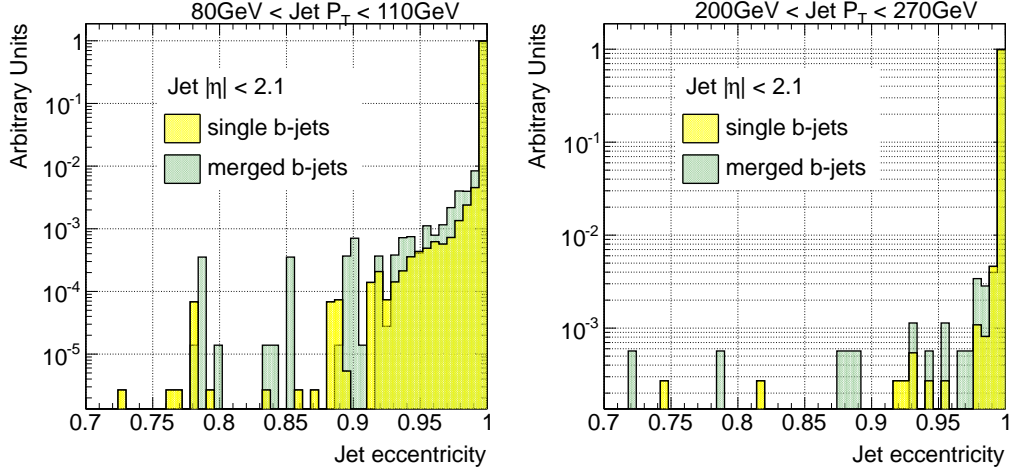 80GeV < Jet P_T < 110GeV
Arbitrary Units
1
10^-1
10^-2
10^-3
10^-4
10^-5
Jet |η| < 2.1
single b-jets
merged b-jets
0.7 0.75 0.8 0.85 0.9 0.95 1
Jet eccentricity
200GeV < Jet P_T < 270GeV
Arbitrary Units
1
10^-1
10^-2
10^-3
Jet |η| < 2.1
single b-jets
merged b-jets
0.7 0.75 0.8 0.85 0.9 0.95 1
Jet eccentricity